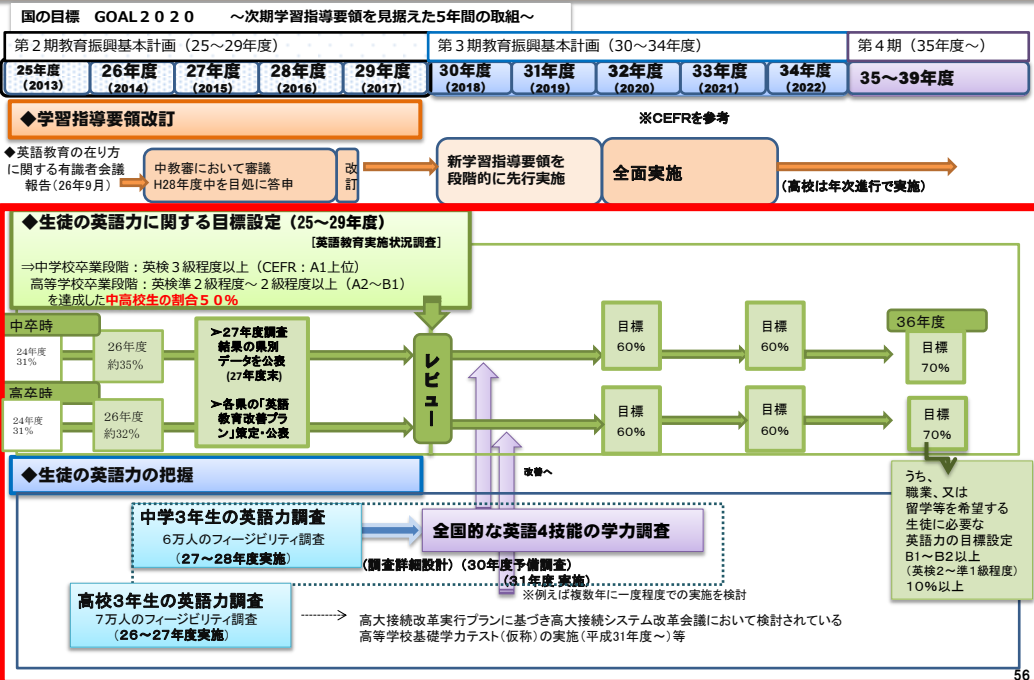 国の目標　GOAL２０２０　　～次期学習指導要領を見据えた5年間の取組～
第２期教育振興基本計画（25～29年度）
第３期教育振興基本計画（30～34年度）
第４期（35年度～）
25年度
(2013)
26年度
(2014)
27年度
(2015)
28年度
(2016)
29年度
(2017)
30年度
(2018)
31年度
(2019)
32年度
(2020)
33年度
(2021)
34年度
(2022)
35～39年度
◆学習指導要領改訂
※CEFRを参考
◆英語教育の在り方
に関する有識者会議
報告（26年9月）
中教審において審議
H28年度中を目処に答申
改
訂
新学習指導要領を
段階的に先行実施
全面実施
(高校は年次進行で実施)
◆生徒の英語力に関する目標設定（25～29年度）
[英語教育実施状況調査]
⇒中学校卒業段階：英検３級程度以上（CEFR：A1上位）
高等学校卒業段階：英検準２級程度～２級程度以上（A2～B1）
を達成した中高校生の割合５０%
中卒時
24年度
31%
26年度
約35%
➢27年度調査
結果の県別
データを公表
(27年度末)
➢各県の「英語
教育改善プラ
ン」策定・公表
レビュー
目標
60%
目標
60%
36年度
目標
70%
高卒時
24年度
31%
26年度
約32%
目標
60%
目標
60%
目標
70%
◆生徒の英語力の把握
改善へ
うち、
職業、又は
留学等を希望する
生徒に必要な
英語力の目標設定
B1～B2以上
(英検2～準1級程度)
10%以上
中学3年生の英語力調査
6万人のフィージビリティ調査
(27～28年度実施)
全国的な英語4技能の学力調査
(調査詳細設計)（30年度予備調査）
(31年度 実施)
※例えば複数年に一度程度での実施を検討
高校3年生の英語力調査
7万人のフィージビリティ調査
(26～27年度実施)
高大接続改革実行プランに基づき高大接続システム改革会議において検討されている
高等学校基礎学力テスト(仮称)の実施(平成31年度～)等
56